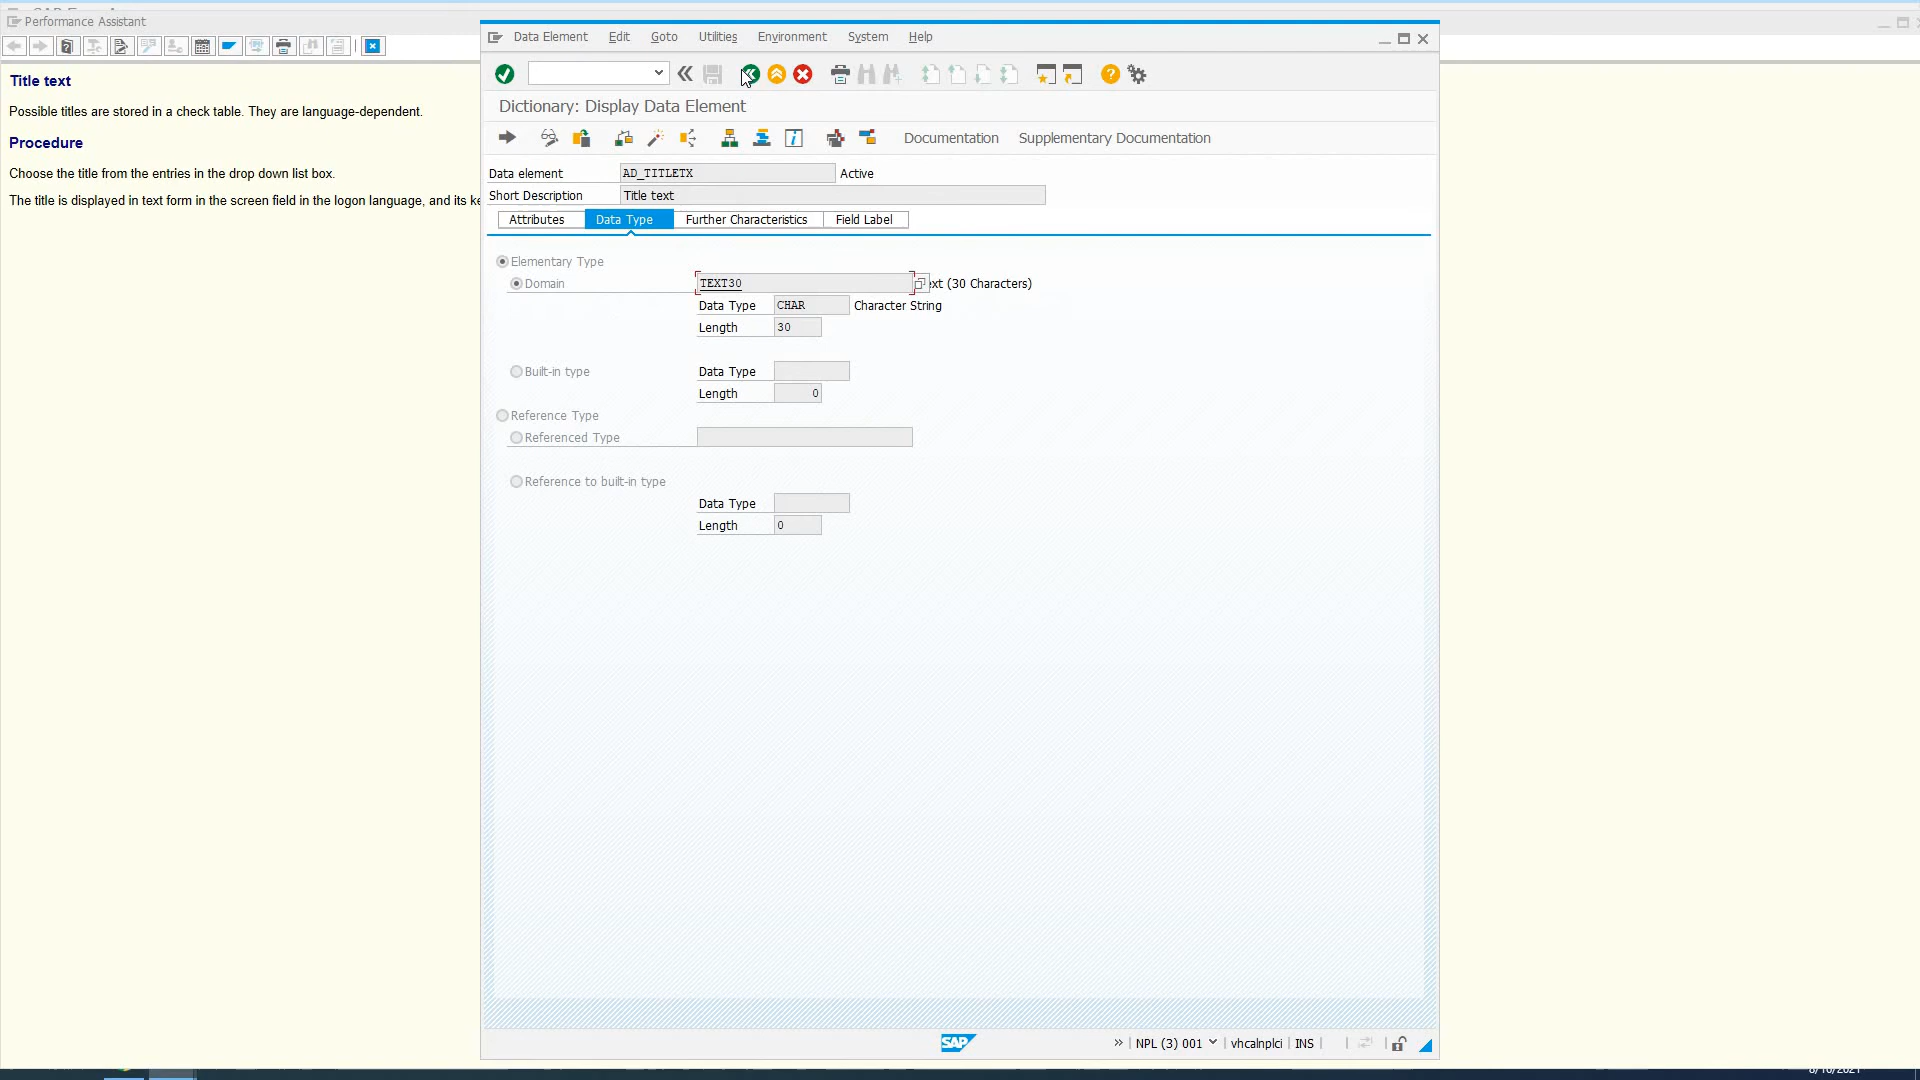 Performance Assistant
Title text
Possible titles are stored in a check table. They are language-dependent.
Procedure
Choose the title from the entries in the drop down list box.
The title is displayed in text form in the screen field in the logon language, and its
Data Element Edit Goto Utilities Environment System Help
Dictionary: Display Data Element
Documentation Supplementary Documentation
Data element AD_TITLETX Active
Short Description Title text
Attributes Data Type Further Characteristics Field Label
Elementary Type
Domain TEXT30 (30 Characters)
Data Type CHAR Character String
Length 30
Built-in type Data Type
Length 0
Reference Type
Referenced Type
Reference to built-in type
Data Type
Length 0
SAP NPL (3) 001 vhcalnplci INS